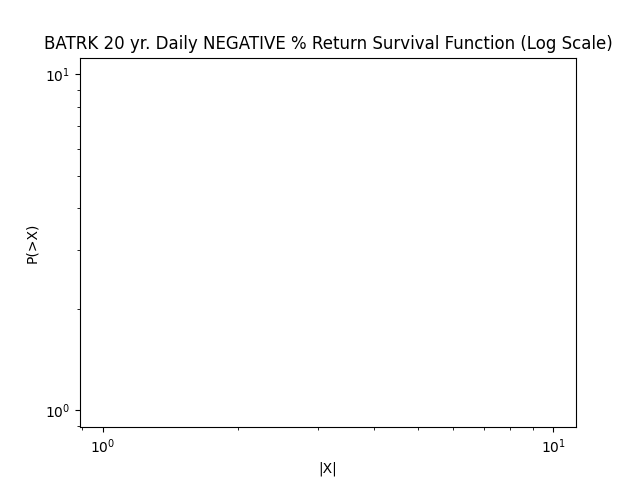 BATRK 20 yr. Daily NEGATIVE % Return Survival Function (Log Scale)
10¹
P(>X)
10⁰
10⁰ 10¹
|X|